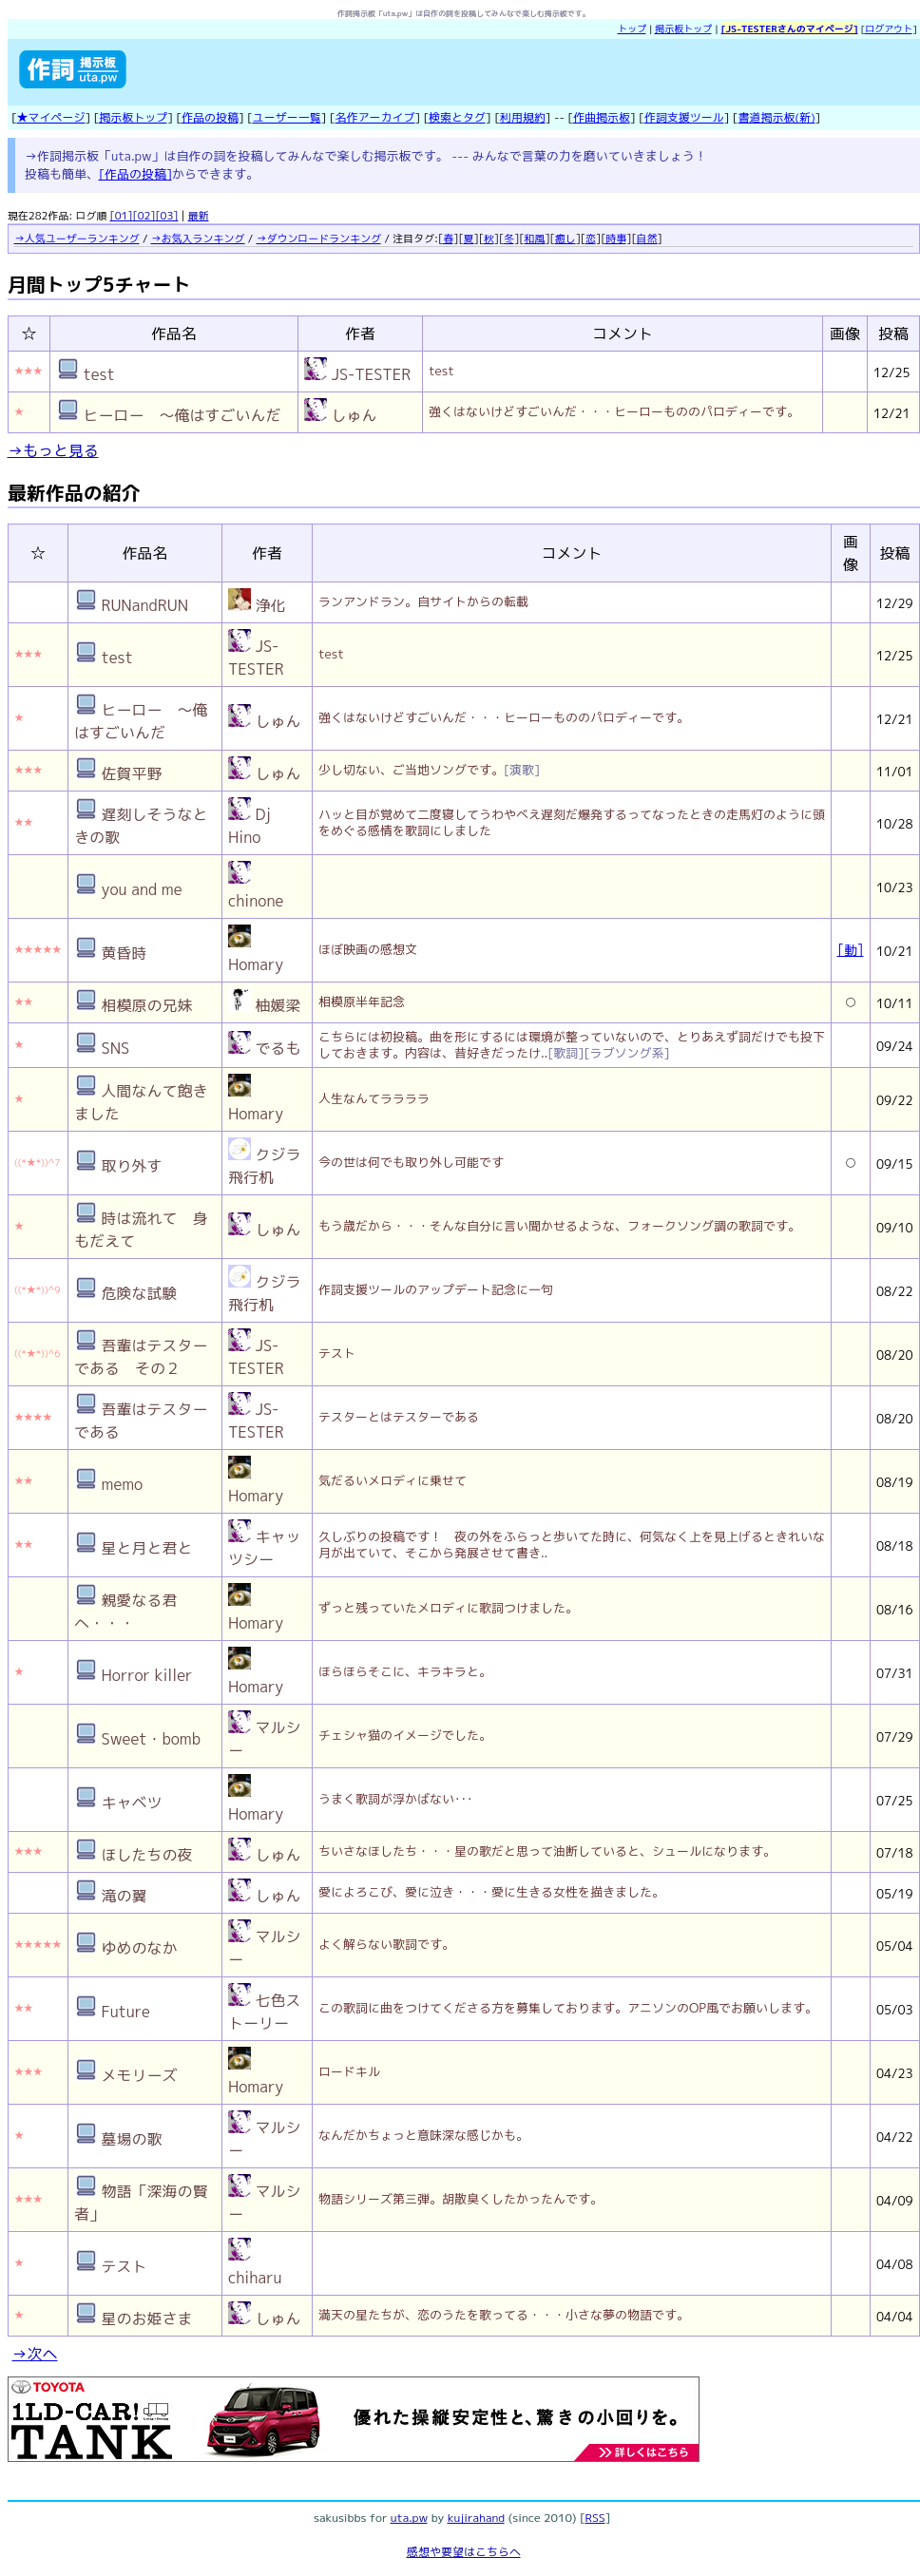 作詞掲示板「uta.pw」は自作の詞を投稿してみんなで楽しむ掲示板です。
トップ | 掲示板トップ | [JS-TESTERさんのマイページ] [ログアウト]
作詞 掲示板 uta.pw
[★マイページ] [掲示板トップ] [作品の投稿] [ユーザー一覧] [名作アーカイブ] [検索とタグ] [利用規約] -- [作曲掲示板] [作詞支援ツール] [書道掲示板(新)]
→作詞掲示板「uta.pw」は自作の詞を投稿してみんなで楽しむ掲示板です。 --- みんなで言葉の力を磨いていきましょう！
投稿も簡単、[作品の投稿]からできます。
現在282作品: ログ順 [01][02][03] | 最新
→人気ユーザーランキング / →お気入ランキング / →ダウンロードランキング / 注目タグ:[春][夏][秋][冬][和風][癒し][恋][時事][自然]
月間トップ5チャート
☆ 作品名 作者 コメント 画像 投稿
★★★ test JS-TESTER test 12/25
★ ヒーロー　～俺はすごいんだ しゅん 強くはないけどすごいんだ・・・ヒーローもののパロディーです。 12/21
→もっと見る
最新作品の紹介
☆ 作品名 作者 コメント 画像 投稿
RUNandRUN 浄化 ランアンドラン。自サイトからの転載 12/29
★★★ test JS-TESTER test 12/25
★ ヒーロー　～俺はすごいんだ しゅん 強くはないけどすごいんだ・・・ヒーローもののパロディーです。 12/21
★★★ 佐賀平野 しゅん 少し切ない、ご当地ソングです。[演歌] 11/01
★★ 遅刻しそうなときの歌 Dj Hino ハッと目が覚めて二度寝してうわやべえ遅刻だ爆発するってなったときの走馬灯のように頭をめぐる感情を歌詞にしました 10/28
you and me chinone 10/23
★★★★★ 黄昏時 Homary ほぼ映画の感想文 [動] 10/21
★★ 相模原の兄妹 柚媛梁 相模原半年記念 ○ 10/11
★ SNS でるも こちらには初投稿。曲を形にするには環境が整っていないので、とりあえず詞だけでも投下しておきます。内容は、昔好きだったけ..[歌詞][ラブソング系] 09/24
★ 人間なんて飽きました Homary 人生なんてララララ 09/22
((*★*))^7 取り外す クジラ飛行机 今の世は何でも取り外し可能です ○ 09/15
★ 時は流れて　身もだえて しゅん もう歳だから・・・そんな自分に言い聞かせるような、フォークソング調の歌詞です。 09/10
((*★*))^9 危険な試験 クジラ飛行机 作詞支援ツールのアップデート記念に一句 08/22
((*★*))^6 吾輩はテスターである　その２ JS-TESTER テスト 08/20
★★★★ 吾輩はテスターである JS-TESTER テスターとはテスターである 08/20
★★ memo Homary 気だるいメロディに乗せて 08/19
★★ 星と月と君と キャッツシー 久しぶりの投稿です！　夜の外をふらっと歩いてた時に、何気なく上を見上げるときれいな月が出ていて、そこから発展させて書き.. 08/18
親愛なる君へ・・・ Homary ずっと残っていたメロディに歌詞つけました。 08/16
★ Horror killer Homary ほらほらそこに、キラキラと。 07/31
Sweet・bomb マルシー チェシャ猫のイメージでした。 07/29
キャベツ Homary うまく歌詞が浮かばない･･･ 07/25
★★★ ほしたちの夜 しゅん ちいさなほしたち・・・星の歌だと思って油断していると、シュールになります。 07/18
滝の翼 しゅん 愛によろこび、愛に泣き・・・愛に生きる女性を描きました。 05/19
★★★★★ ゆめのなか マルシー よく解らない歌詞です。 05/04
★★ Future 七色ストーリー この歌詞に曲をつけてくださる方を募集しております。アニソンのOP風でお願いします。 05/03
★★★ メモリーズ Homary ロードキル 04/23
★ 墓場の歌 マルシー なんだかちょっと意味深な感じかも。 04/22
★★★ 物語「深海の賢者」 マルシー 物語シリーズ第三弾。胡散臭くしたかったんです。 04/09
★ テスト chiharu 04/08
★ 星のお姫さま しゅん 満天の星たちが、恋のうたを歌ってる・・・小さな夢の物語です。 04/04
→次へ
TOYOTA
1LD-CAR!
TANK
優れた操縦安定性と、驚きの小回りを。
詳しくはこちら
sakusibbs for uta.pw by kujirahand (since 2010) [RSS]
感想や要望はこちらへ